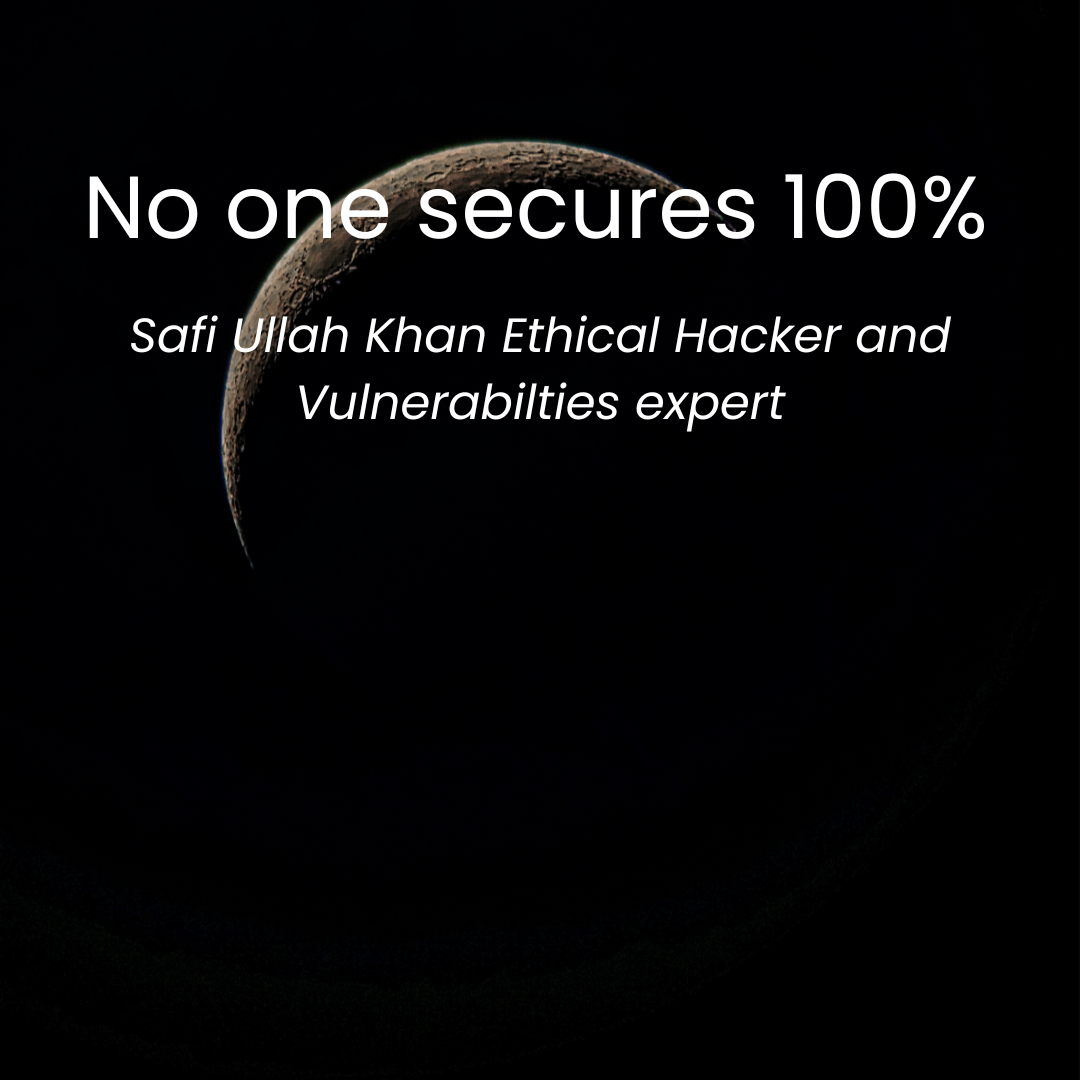 No one secures 100%
Safi Ullah Khan Ethical Hacker and
Vulnerabilties expert